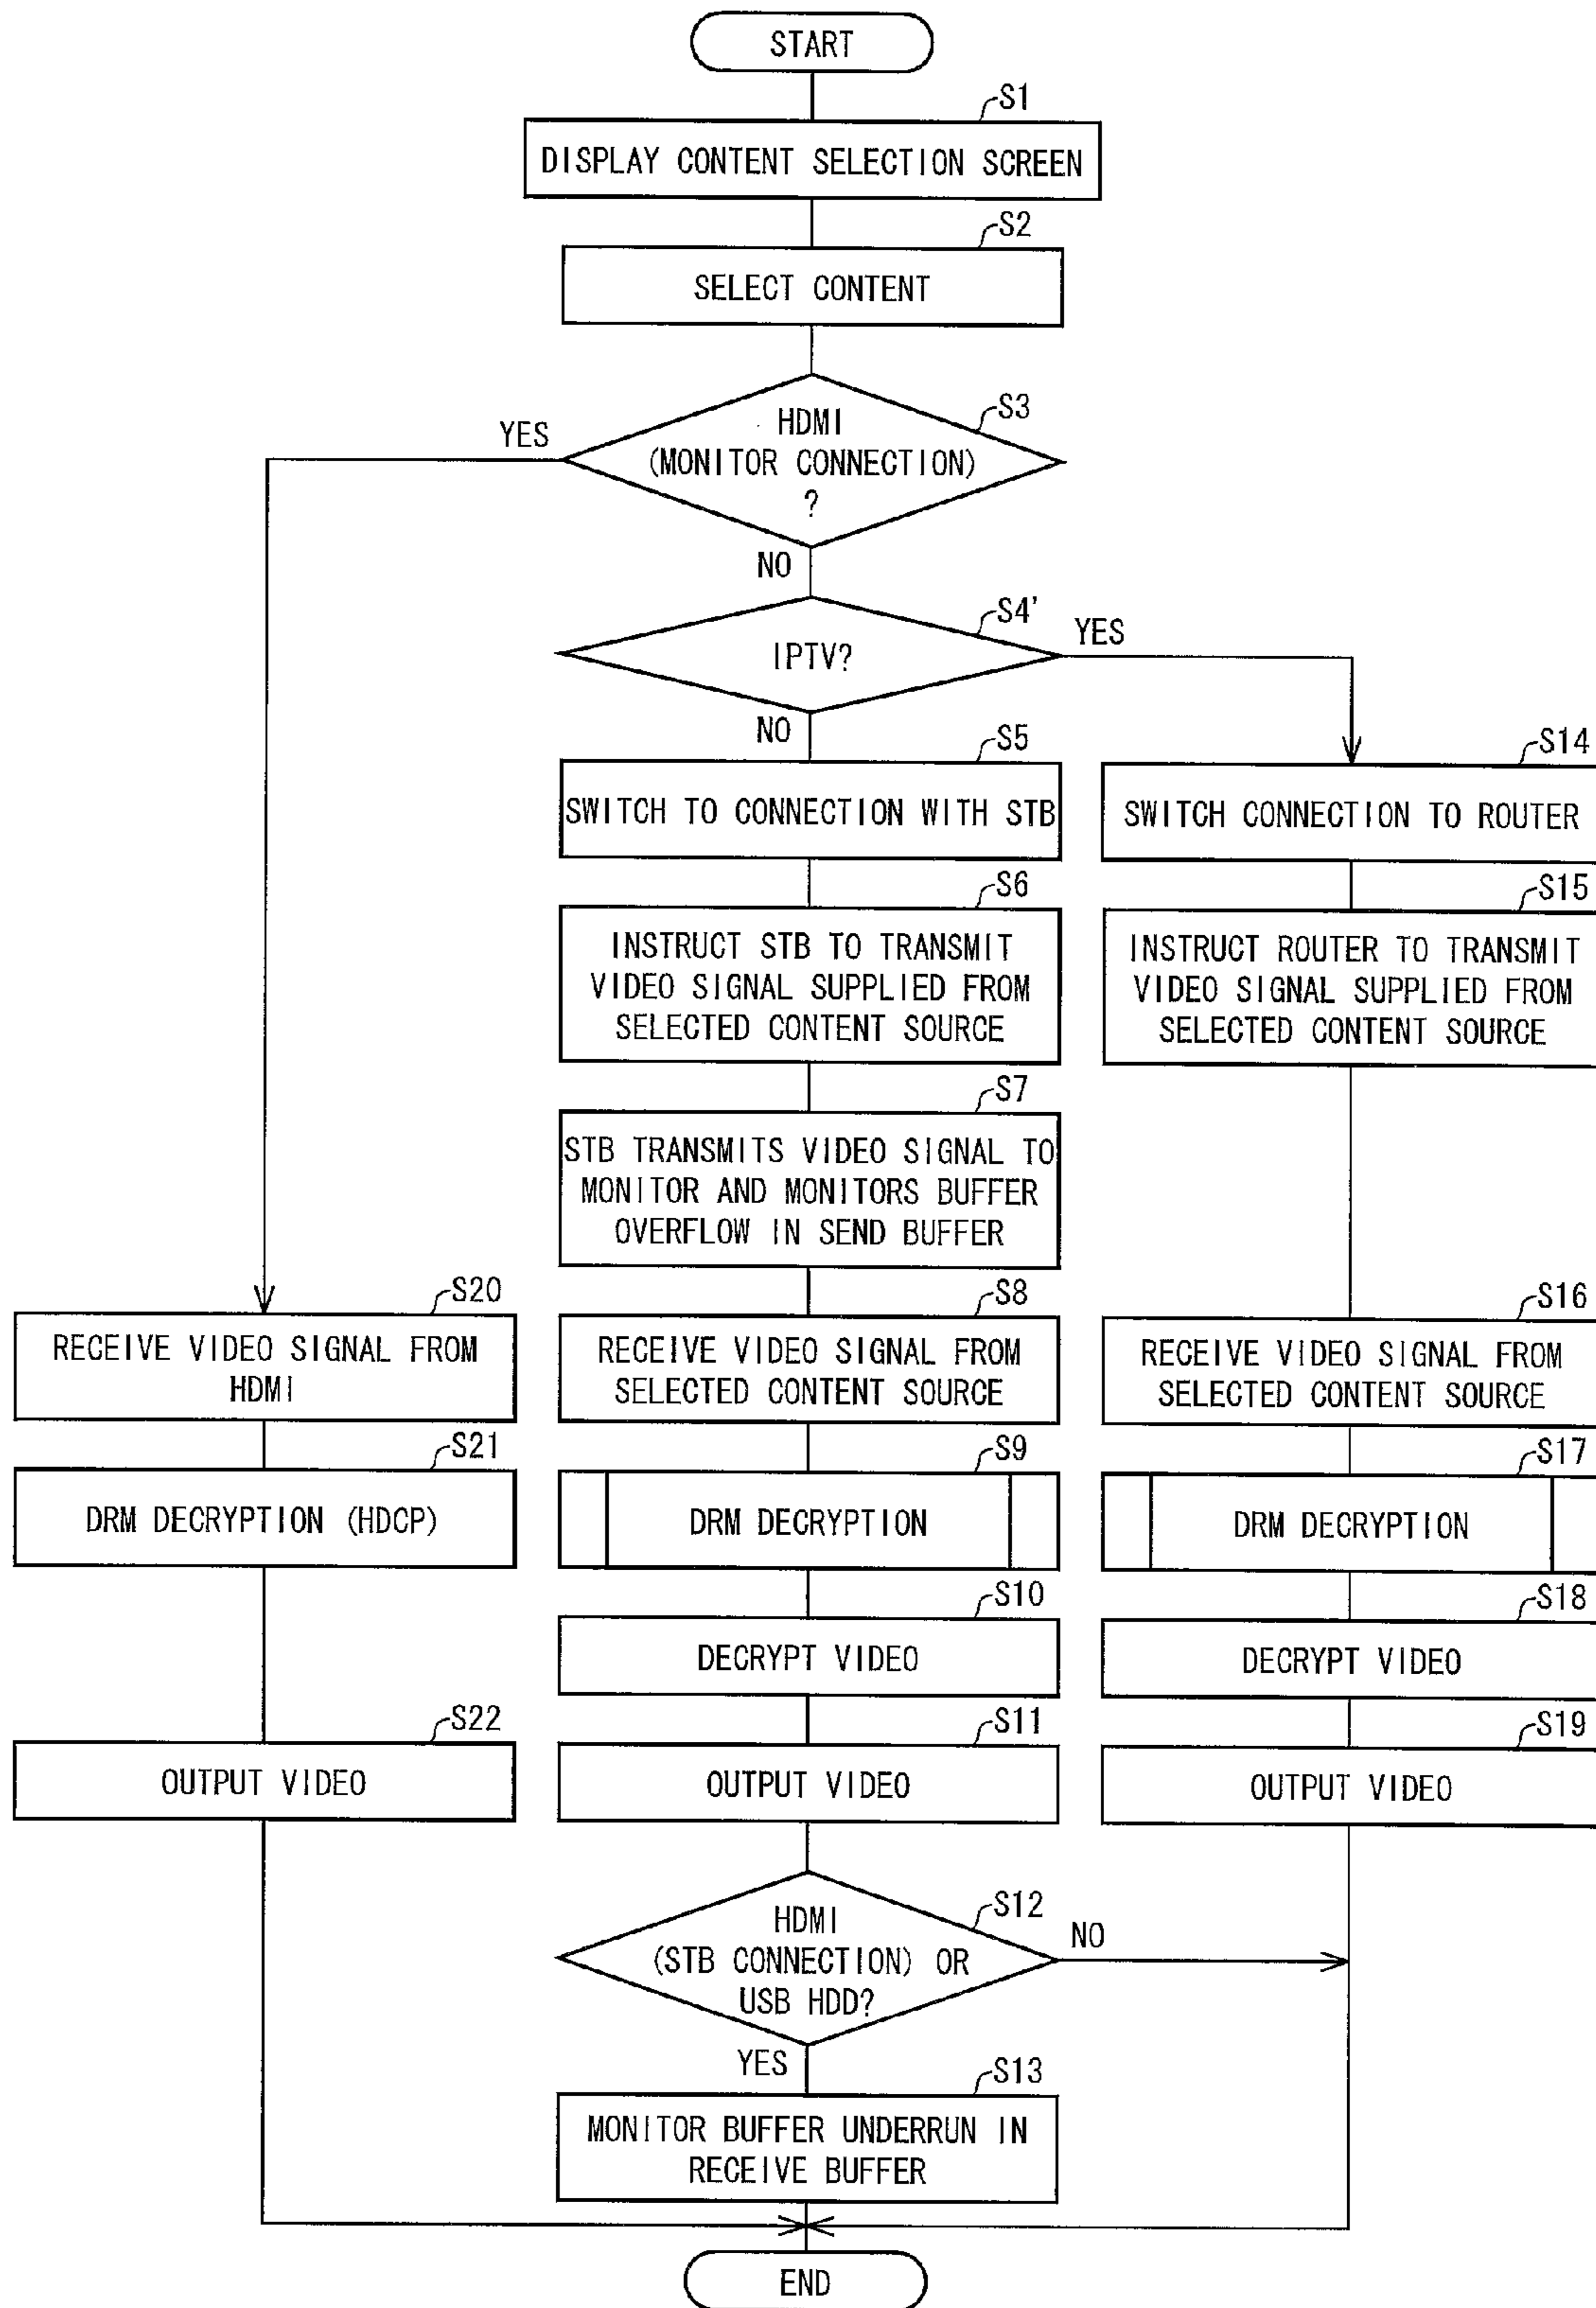 START
S1
DISPLAY CONTENT SELECTION SCREEN
S2
SELECT CONTENT
S3
HDMI
(MONITOR CONNECTION)
?
YES
NO
S4'
IPTV?
YES
NO
S5
SWITCH TO CONNECTION WITH STB
S14
SWITCH CONNECTION TO ROUTER
S6
INSTRUCT STB TO TRANSMIT
VIDEO SIGNAL SUPPLIED FROM
SELECTED CONTENT SOURCE
S15
INSTRUCT ROUTER TO TRANSMIT
VIDEO SIGNAL SUPPLIED FROM
SELECTED CONTENT SOURCE
S7
STB TRANSMITS VIDEO SIGNAL TO
MONITOR AND MONITORS BUFFER
OVERFLOW IN SEND BUFFER
S20
RECEIVE VIDEO SIGNAL FROM
HDMI
S8
RECEIVE VIDEO SIGNAL FROM
SELECTED CONTENT SOURCE
S16
RECEIVE VIDEO SIGNAL FROM
SELECTED CONTENT SOURCE
S21
DRM DECRYPTION (HDCP)
S9
DRM DECRYPTION
S17
DRM DECRYPTION
S10
DECRYPT VIDEO
S18
DECRYPT VIDEO
S22
OUTPUT VIDEO
S11
OUTPUT VIDEO
S19
OUTPUT VIDEO
S12
HDMI
(STB CONNECTION) OR
USB HDD?
NO
YES
S13
MONITOR BUFFER UNDERRUN IN
RECEIVE BUFFER
END